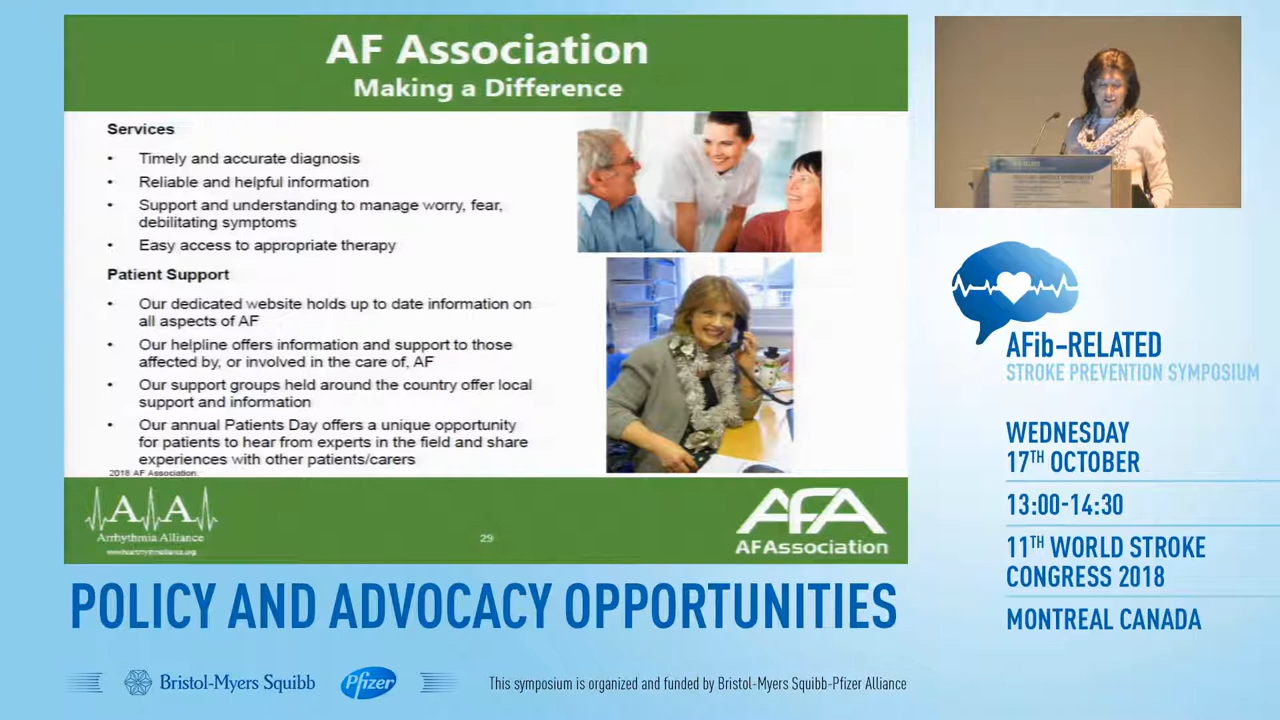 AF Association
Making a Difference
Services
• Timely and accurate diagnosis
• Reliable and helpful information
• Support and understanding to manage worry, fear,
debilitating symptoms
• Easy access to appropriate therapy
Patient Support
• Our dedicated website holds up to date information on
all aspects of AF
• Our helpline offers information and support to those
affected by, or involved in the care of, AF
• Our support groups held around the country offer local
support and information
• Our annual Patients Day offers a unique opportunity
for patients to hear from experts in the field and share
experiences with other patients/carers
2018 AF Association.
A A
Arrhythmia Alliance
29
AFA
AFAssociation
AFib-RELATED
STROKE PREVENTION SYMPOSIUM
WEDNESDAY
17TH OCTOBER
13:00-14:30
11TH WORLD STROKE
CONGRESS 2018
MONTREAL CANADA
POLICY AND ADVOCACY OPPORTUNITIES
Bristol-Myers Squibb
Pfizer
This symposium is organized and funded by Bristol-Myers Squibb-Pfizer Alliance